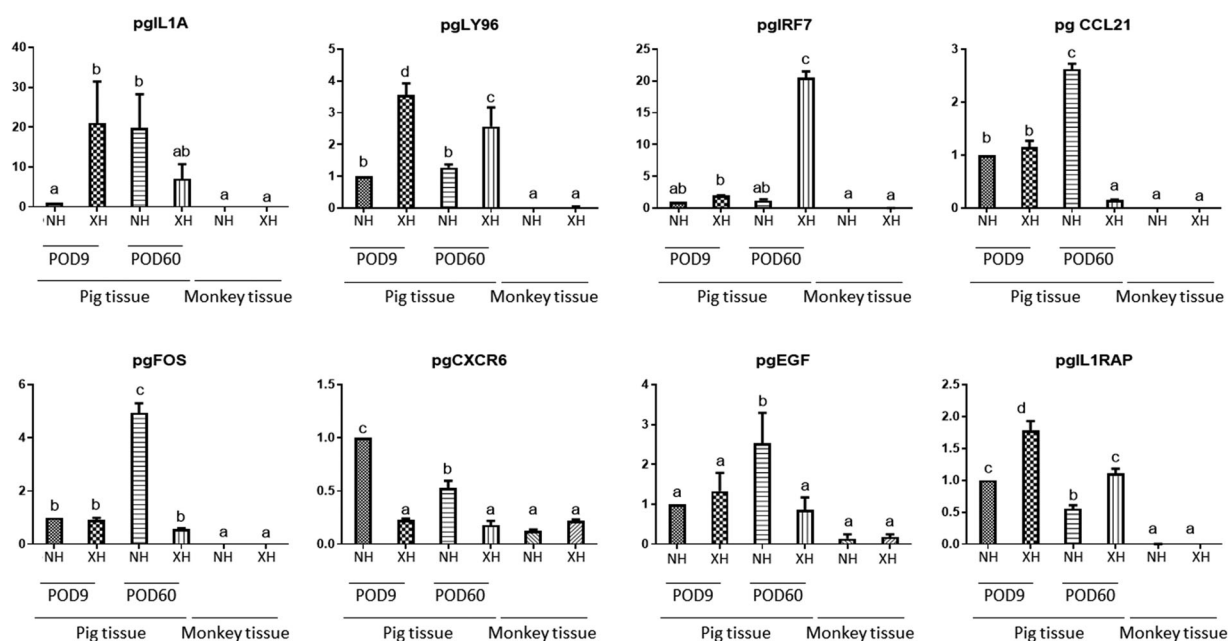 pgIL1A
40
30
20
10
0
a b b ab a a
NH XH NH XH NH XH
POD9 POD60
Pig tissue Monkey tissue
pgLY96
5
4
3
2
1
0
b d b c a a
NH XH NH XH NH XH
POD9 POD60
Pig tissue Monkey tissue
pgIRF7
25
20
15
10
5
0
ab b ab c a a
NH XH NH XH NH XH
POD9 POD60
Pig tissue Monkey tissue
pg CCL21
3
2
1
0
b b c a a a
NH XH NH XH NH XH
POD9 POD60
Pig tissue Monkey tissue
pgFOS
6
4
2
0
b b c b a a
NH XH NH XH NH XH
POD9 POD60
Pig tissue Monkey tissue
pgCXCR6
1.5
1.0
0.5
0.0
c a b a a a
NH XH NH XH NH XH
POD9 POD60
Pig tissue Monkey tissue
pgEGF
4
3
2
1
0
a a b a a a
NH XH NH XH NH XH
POD9 POD60
Pig tissue Monkey tissue
pgIL1RAP
2.5
2.0
1.5
1.0
0.5
0.0
c d b c a a
NH XH NH XH NH XH
POD9 POD60
Pig tissue Monkey tissue